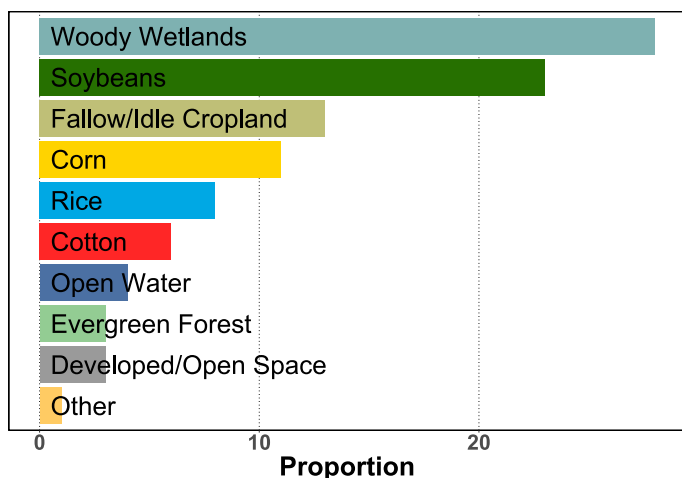 Woody Wetlands
Soybeans
Fallow/Idle Cropland
Corn
Rice
Cotton
Open Water
Evergreen Forest
Developed/Open Space
Other
0 10 20
Proportion